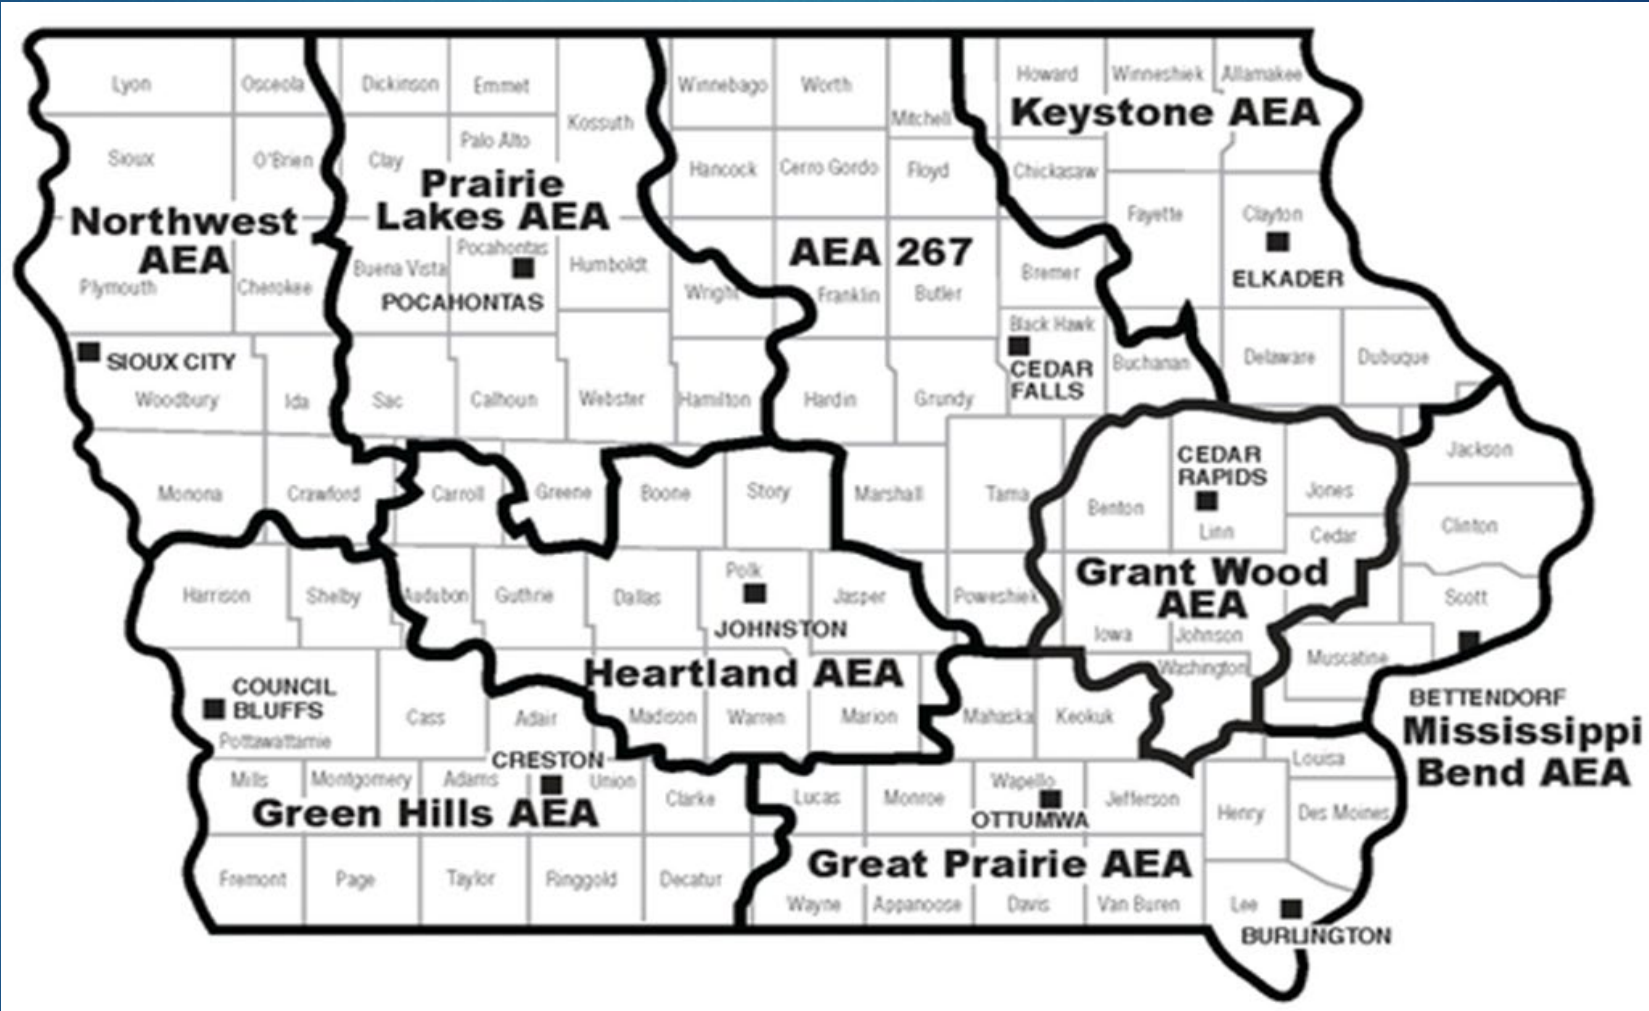 Lyon
Osceola
Dickinson
Emmet
Kossuth
Winnebago
Worth
Mitchell
Howard
Winneshiek
Allamakee
Keystone AEA
Sioux
O'Brien
Clay
Palo Alto
Hancock
Cerro Gordo
Floyd
Chickasaw
Prairie
Lakes AEA
Northwest
AEA
Fayette
Clayton
ELKADER
Plymouth
Cherokee
Buena Vista
Pocahontas
POCAHONTAS
Humboldt
Wright
AEA 267
Franklin
Butler
Bremer
SIOUX CITY
Woodbury
Ida
Sac
Calhoun
Webster
Hamilton
Hardin
Grundy
Black Hawk
CEDAR
FALLS
Buchanan
Delaware
Dubuque
Monona
Crawford
Carroll
Greene
Boone
Story
Marshall
Tama
Benton
CEDAR
RAPIDS
Linn
Jones
Jackson
Cedar
Clinton
Grant Wood
AEA
Harrison
Shelby
Audubon
Guthrie
Dallas
Polk
JOHNSTON
Jasper
Poweshiek
Iowa
Johnson
Scott
Muscatine
Heartland AEA
Washington
COUNCIL
BLUFFS
Pottawattamie
Cass
Adair
Madison
Warren
Marion
Mahaska
Keokuk
BETTENDORF
Mississippi
Bend AEA
Louisa
Mills
Montgomery
Adams
CRESTON
Union
Clarke
Green Hills AEA
Lucas
Monroe
Wapello
OTTUMWA
Jefferson
Henry
Des Moines
Great Prairie AEA
Fremont
Page
Taylor
Ringgold
Decatur
Wayne
Appanoose
Davis
Van Buren
Lee
BURLINGTON